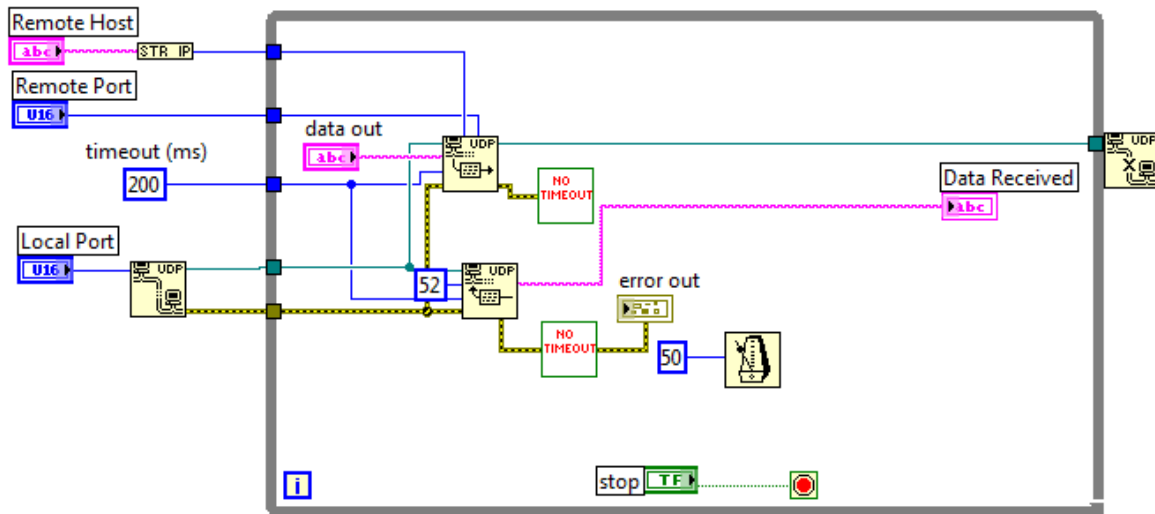 Remote Host
abc
STR IP
Remote Port
U16
data out
abc
UDP
UDP
timeout (ms)
200
NO
TIMEOUT
Data Received
abc
Local Port
U16
UDP
52
UDP
error out
NO
TIMEOUT
50
i
stop
TF